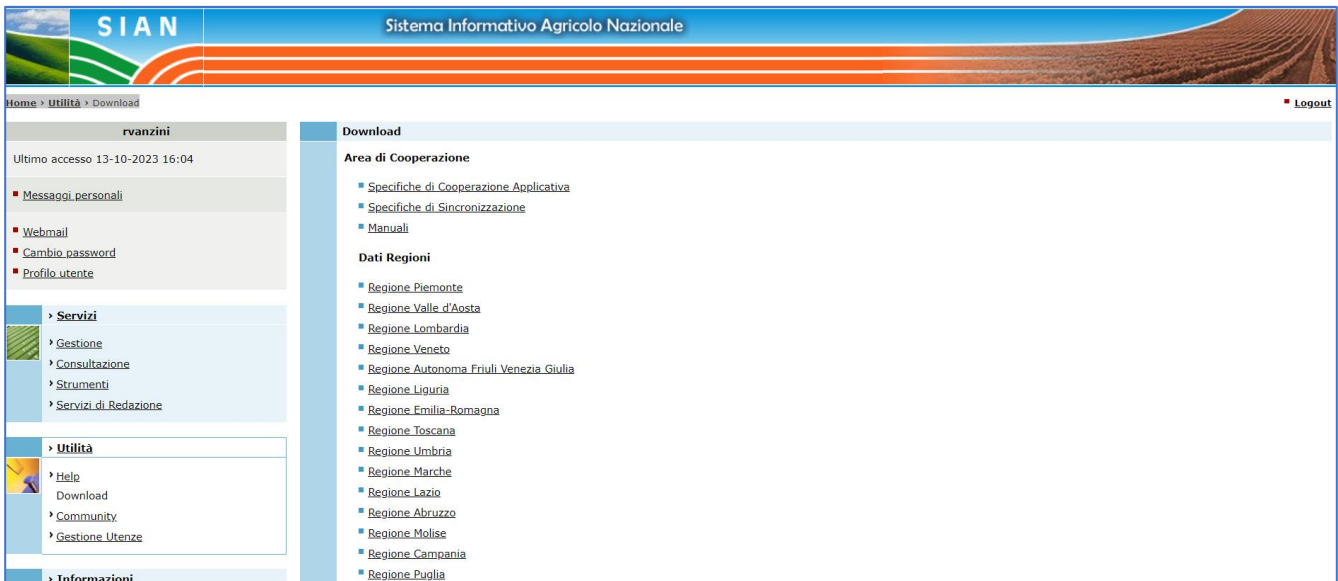 SIAN
Sistema Informativo Agricolo Nazionale
Home › Utilità › Download
Logout
rvanzini
Ultimo accesso 13-10-2023 16:04
Messaggi personali
Webmail
Cambio password
Profilo utente
› Servizi
› Gestione
› Consultazione
› Strumenti
› Servizi di Redazione
› Utilità
› Help
Download
› Community
› Gestione Utenze
› Informazioni
Download
Area di Cooperazione
Specifiche di Cooperazione Applicativa
Specifiche di Sincronizzazione
Manuali
Dati Regioni
Regione Piemonte
Regione Valle d'Aosta
Regione Lombardia
Regione Veneto
Regione Autonoma Friuli Venezia Giulia
Regione Liguria
Regione Emilia-Romagna
Regione Toscana
Regione Umbria
Regione Marche
Regione Lazio
Regione Abruzzo
Regione Molise
Regione Campania
Regione Puglia